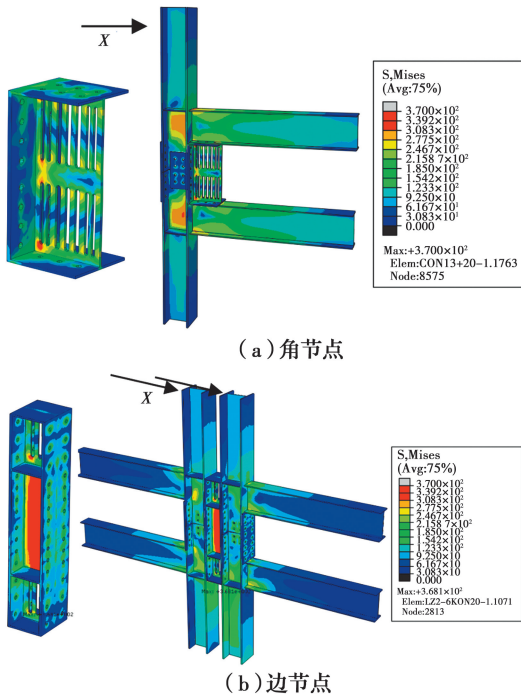 X
S,Mises
(Avg:75%)
3.700×10²
3.392×10²
3.083×10²
2.775×10²
2.467×10²
2.158 7×10²
1.850×10²
1.542×10²
1.233×10²
9.250×10¹
6.167×10¹
3.083×10¹
0.000
Max:+3.700×10²
Elem:CON13+20-1.1763
Node:8575
(a)角节点
X
S,Mises
(Avg:75%)
3.700×10²
3.392×10²
3.083×10²
2.775×10²
2.467×10²
2.158 7×10²
1.850×10²
1.542×10²
1.233×10²
9.250×10
6.167×10
3.083×10
0.000
Max:+3.681×10²
Elem:LZ2-6KON20-1.1071
Node:2813
(b)边节点